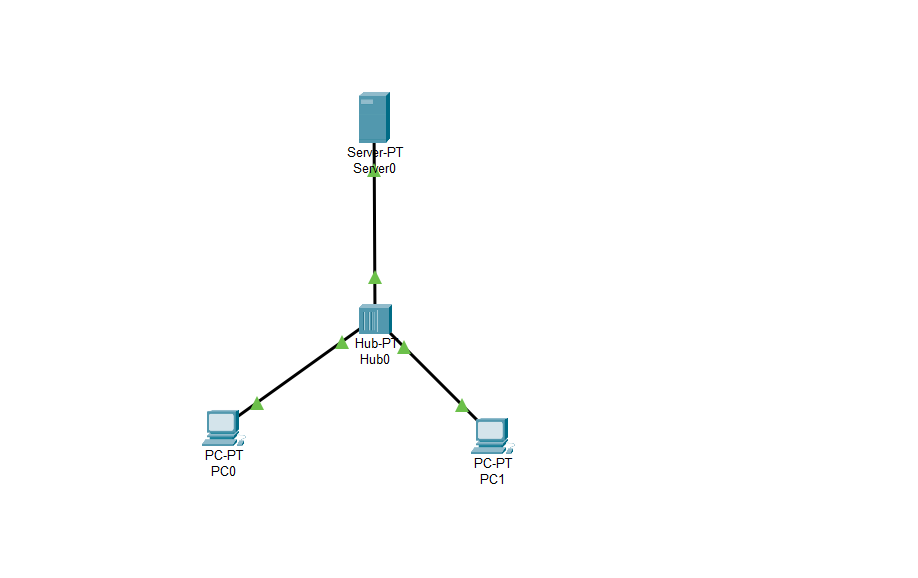 Server-PT
Server0
Hub-PT
Hub0
PC-PT
PC0
PC-PT
PC1